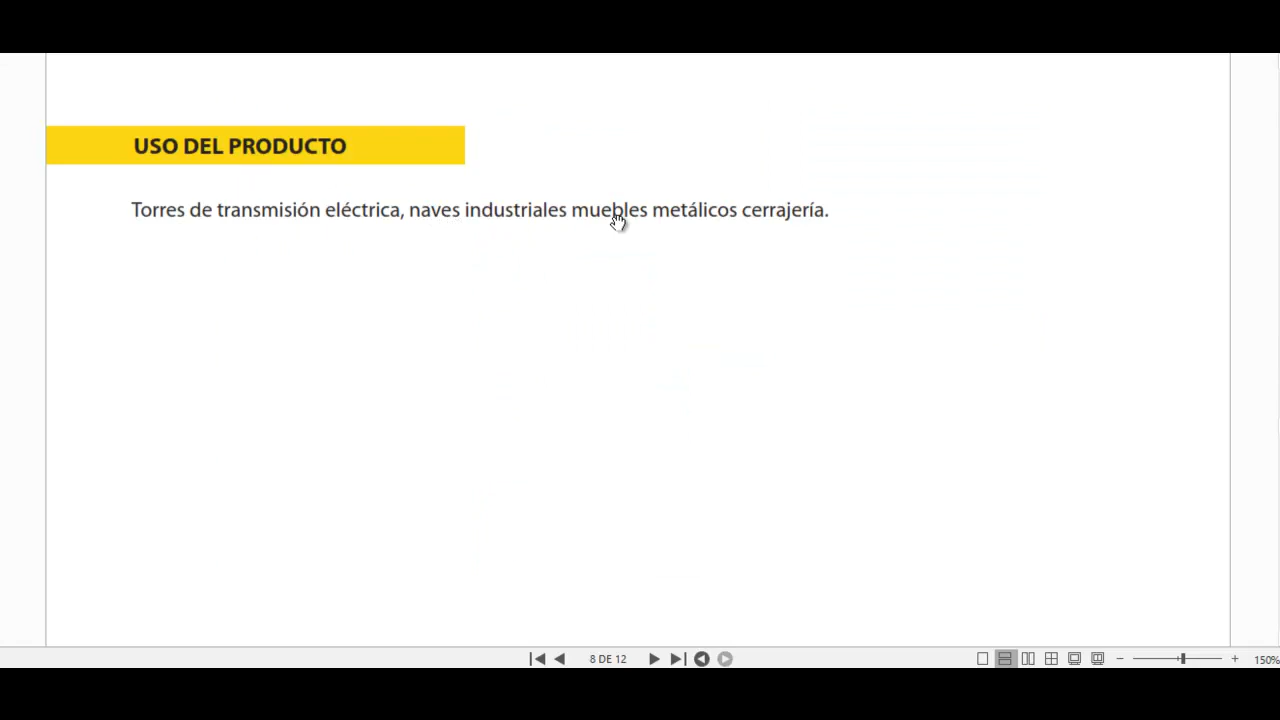 USO DEL PRODUCTO
Torres de transmisión eléctrica, naves industriales muebles metálicos cerrajería.
8 DE 12
150%